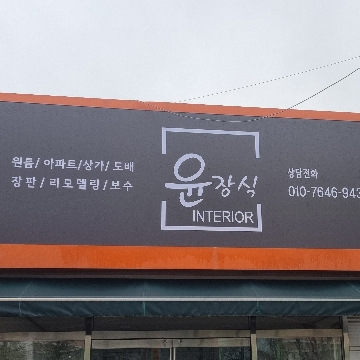 원룸/ 아파트/상가/ 도배
장판/ 리모델링/ 보수
윤장식
INTERIOR
상담전화
010-7646-943